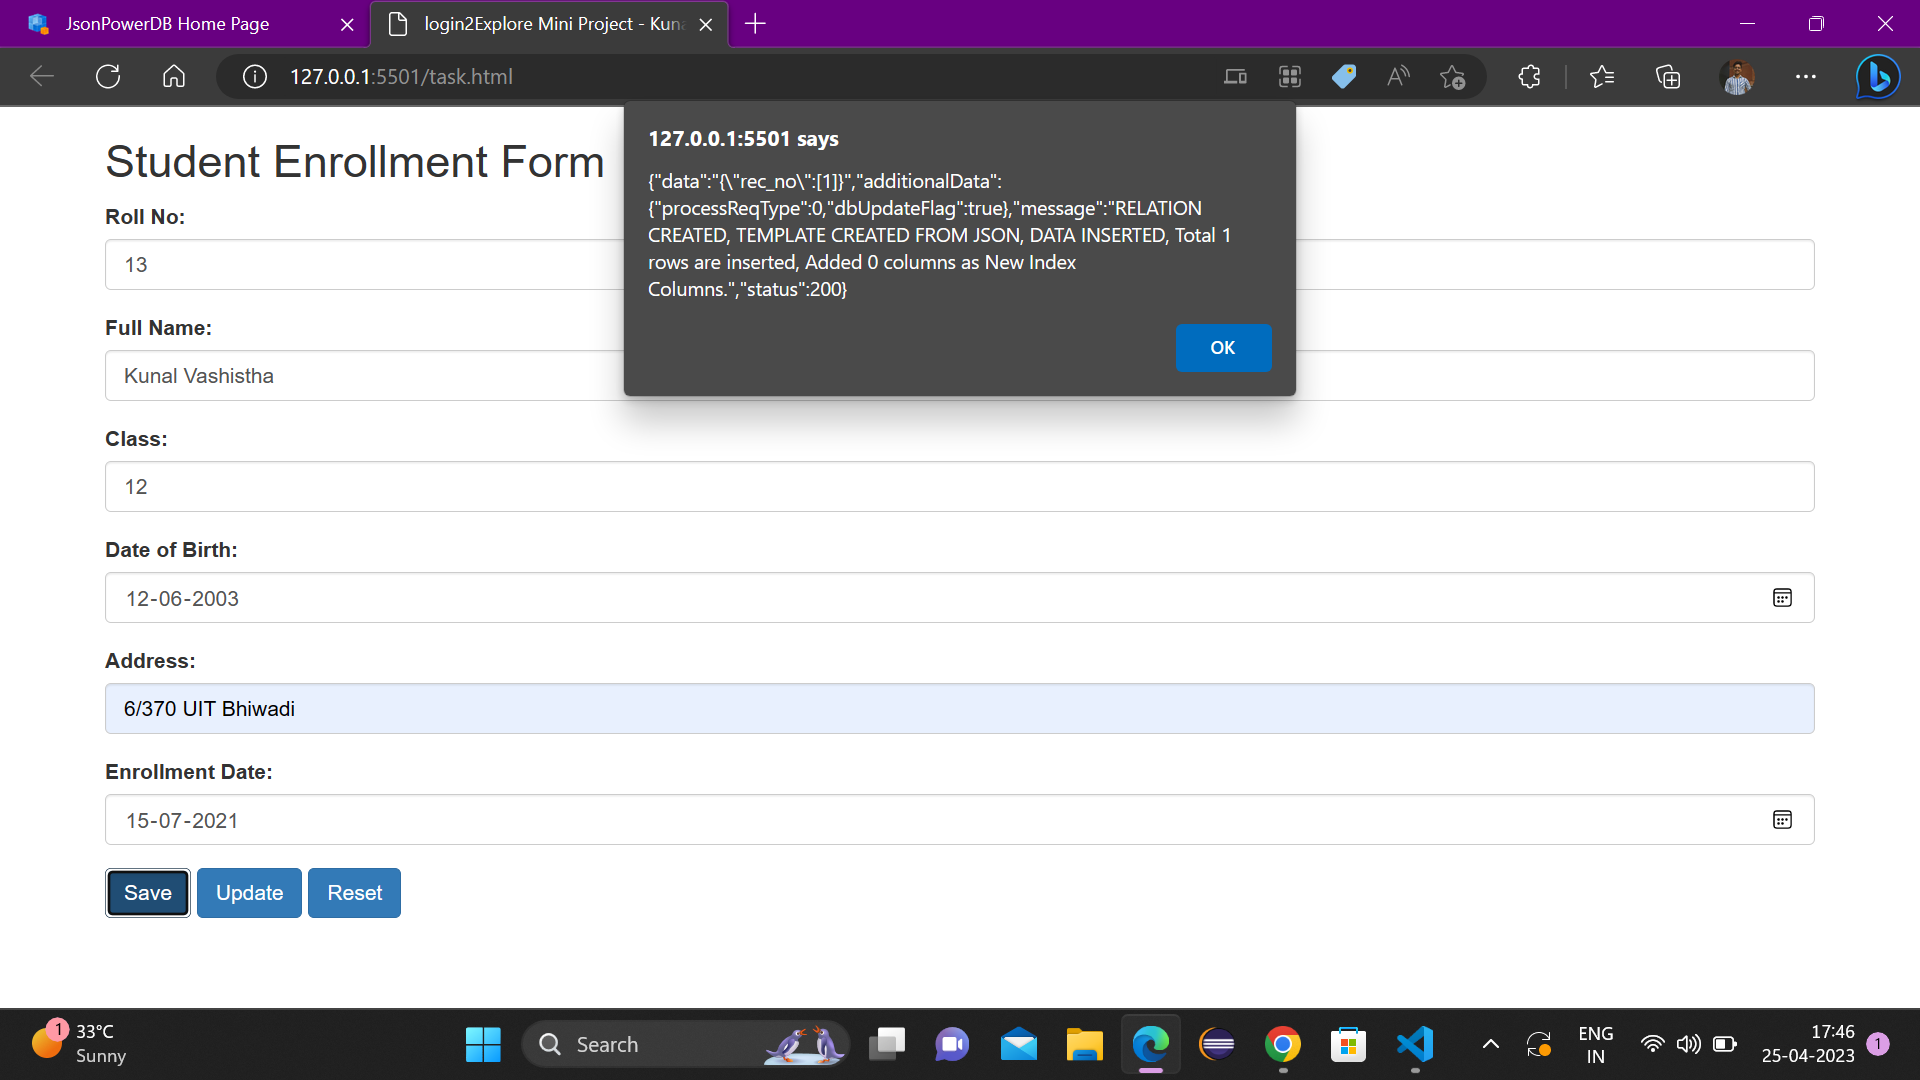 JsonPowerDB Home Page
login2Explore Mini Project - Kuna
127.0.0.1:5501/task.html
127.0.0.1:5501 says
{"data":"{\"rec_no\":[1]}","additionalData":
{"processReqType":0,"dbUpdateFlag":true},"message":"RELATION
CREATED, TEMPLATE CREATED FROM JSON, DATA INSERTED, Total 1
rows are inserted, Added 0 columns as New Index
Columns.","status":200}
OK
Student Enrollment Form
Roll No:
13
Full Name:
Kunal Vashistha
Class:
12
Date of Birth:
12-06-2003
Address:
6/370 UIT Bhiwadi
Enrollment Date:
15-07-2021
Save Update Reset
1
33°C
Sunny
Search
ENG
IN
17:46
25-04-2023
1